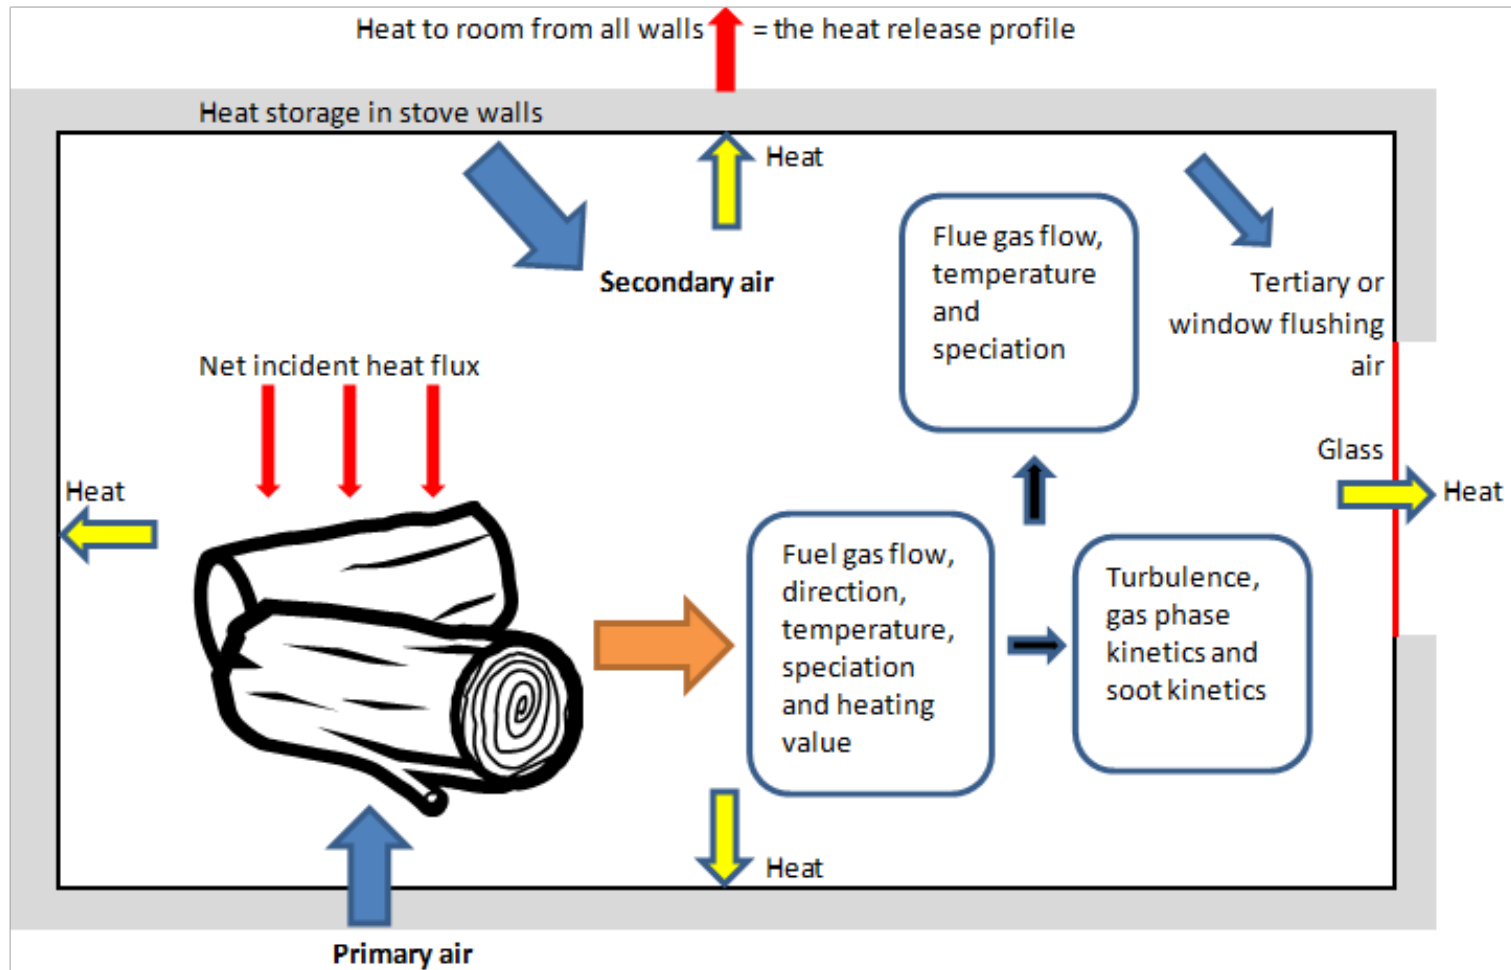 Heat to room from all walls = the heat release profile
Heat storage in stove walls
Heat
Flue gas flow,
temperature
and
speciation
Secondary air
Tertiary or
window flushing
air
Net incident heat flux
Glass
Heat
Heat
Fuel gas flow,
direction,
temperature,
speciation
and heating
value
Turbulence,
gas phase
kinetics and
soot kinetics
Heat
Primary air